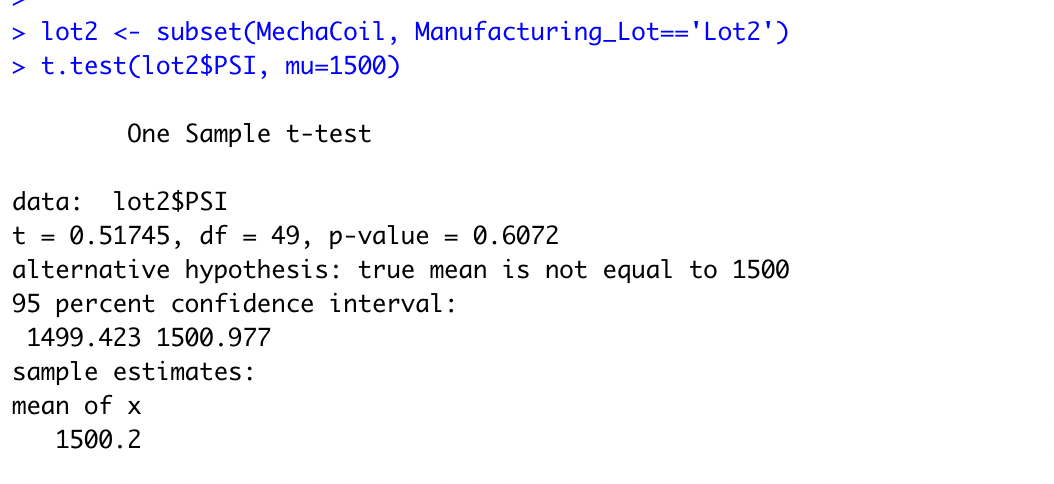 > lot2 <- subset(MechaCoil, Manufacturing_Lot=='Lot2')
> t.test(lot2$PSI, mu=1500)
One Sample t-test
data:  lot2$PSI
t = 0.51745, df = 49, p-value = 0.6072
alternative hypothesis: true mean is not equal to 1500
95 percent confidence interval:
 1499.423 1500.977
sample estimates:
mean of x
   1500.2